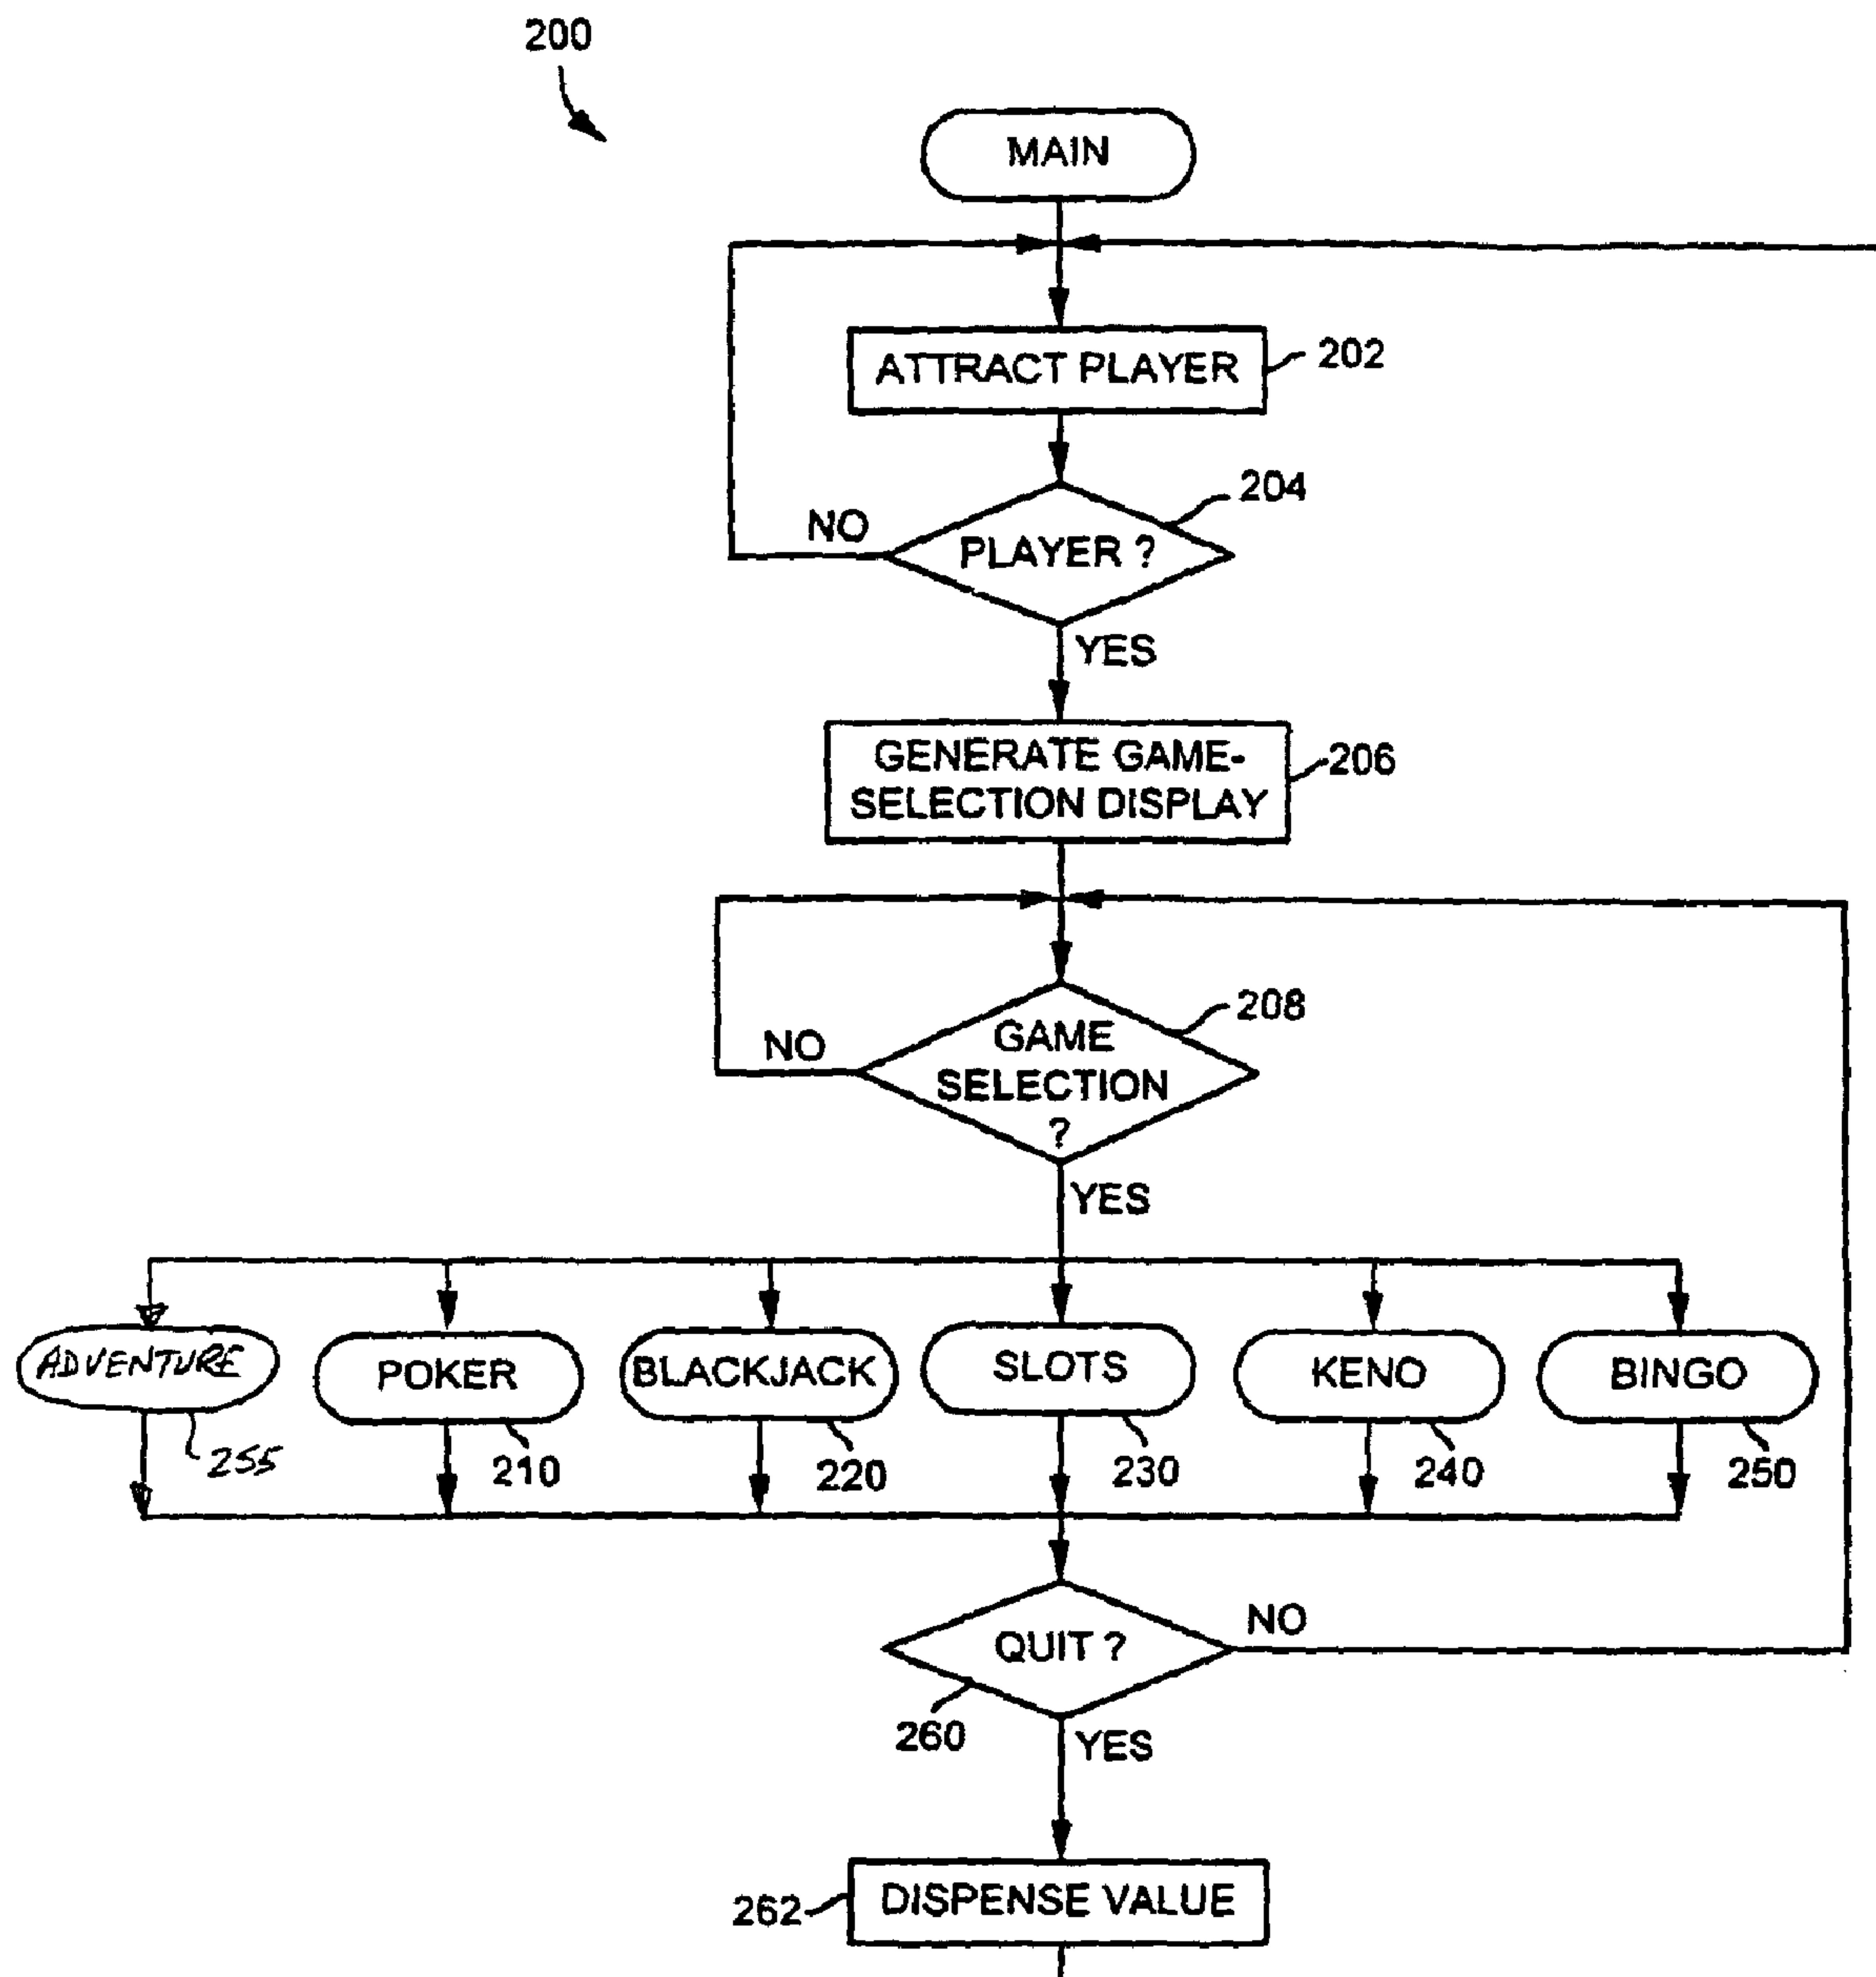 200
MAIN
ATTRACT PLAYER
202
204
NO
PLAYER ?
YES
GENERATE GAME-
SELECTION DISPLAY
206
208
NO
GAME
SELECTION
?
YES
ADVENTURE
POKER
BLACKJACK
SLOTS
KENO
BINGO
255
210
220
230
240
250
QUIT ?
NO
260
YES
262
DISPENSE VALUE